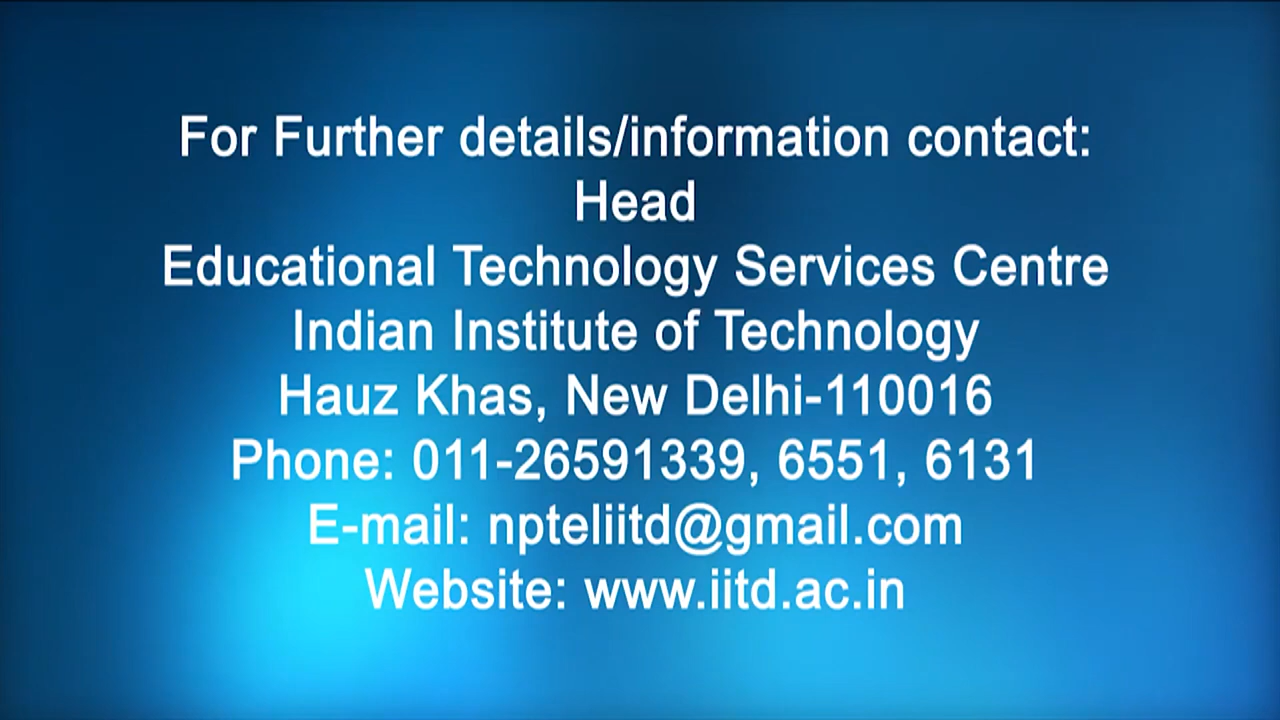 For Further details/information contact:
Head
Educational Technology Services Centre
Indian Institute of Technology
Hauz Khas, New Delhi-110016
Phone: 011-26591339, 6551, 6131
E-mail: npteliitd@gmail.com
Website: www.iitd.ac.in